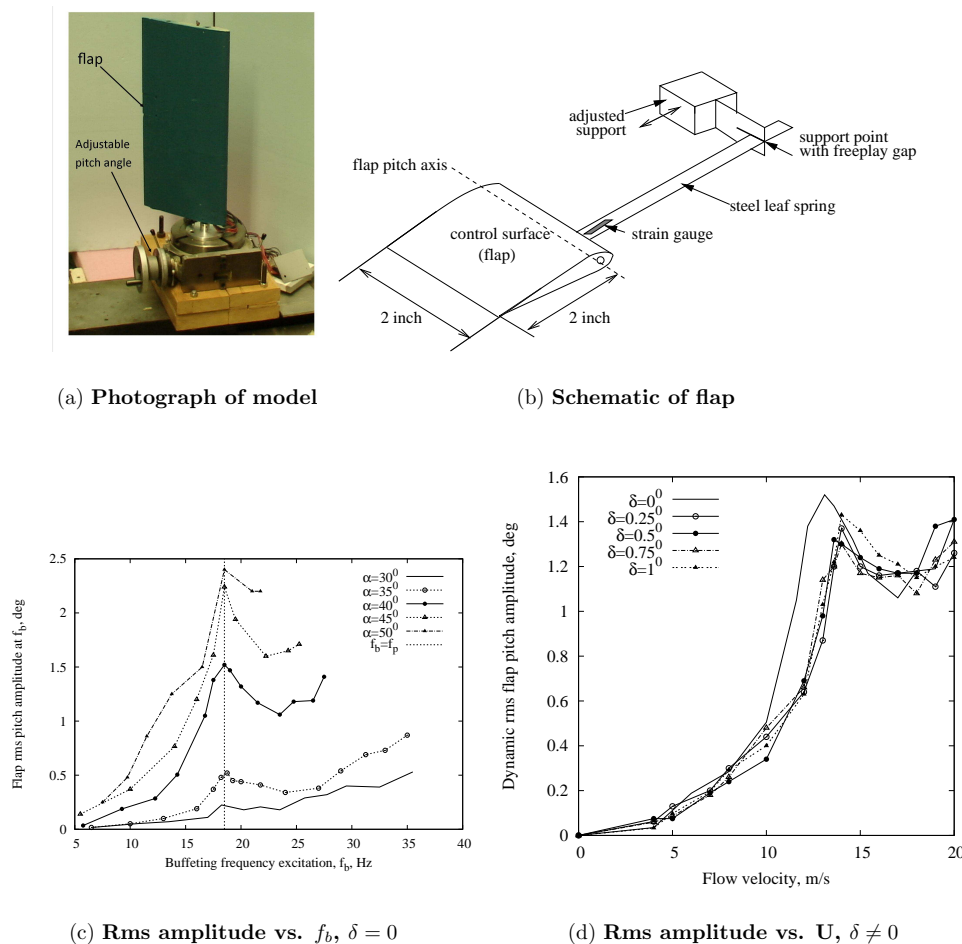 flap
Adjustable
pitch angle
(a) Photograph of model
adjusted
support
support point
with freeplay gap
flap pitch axis
steel leaf spring
strain gauge
control surface
(flap)
2 inch
2 inch
(b) Schematic of flap
Flap rms pitch amplitude at f_b, deg
2.5
2
1.5
1
0.5
0
α=30⁰
α=35⁰
α=40⁰
α=45⁰
α=50⁰
f_b=f_p
5 10 15 20 25 30 35 40
Buffeting frequency excitation, f_b, Hz
(c) Rms amplitude vs. f_b, δ = 0
Dynamic rms flap pitch amplitude, deg
1.6
1.4
1.2
1
0.8
0.6
0.4
0.2
0
δ=0⁰
δ=0.25⁰
δ=0.5⁰
δ=0.75⁰
δ=1⁰
0 5 10 15 20
Flow velocity, m/s
(d) Rms amplitude vs. U, δ ≠ 0